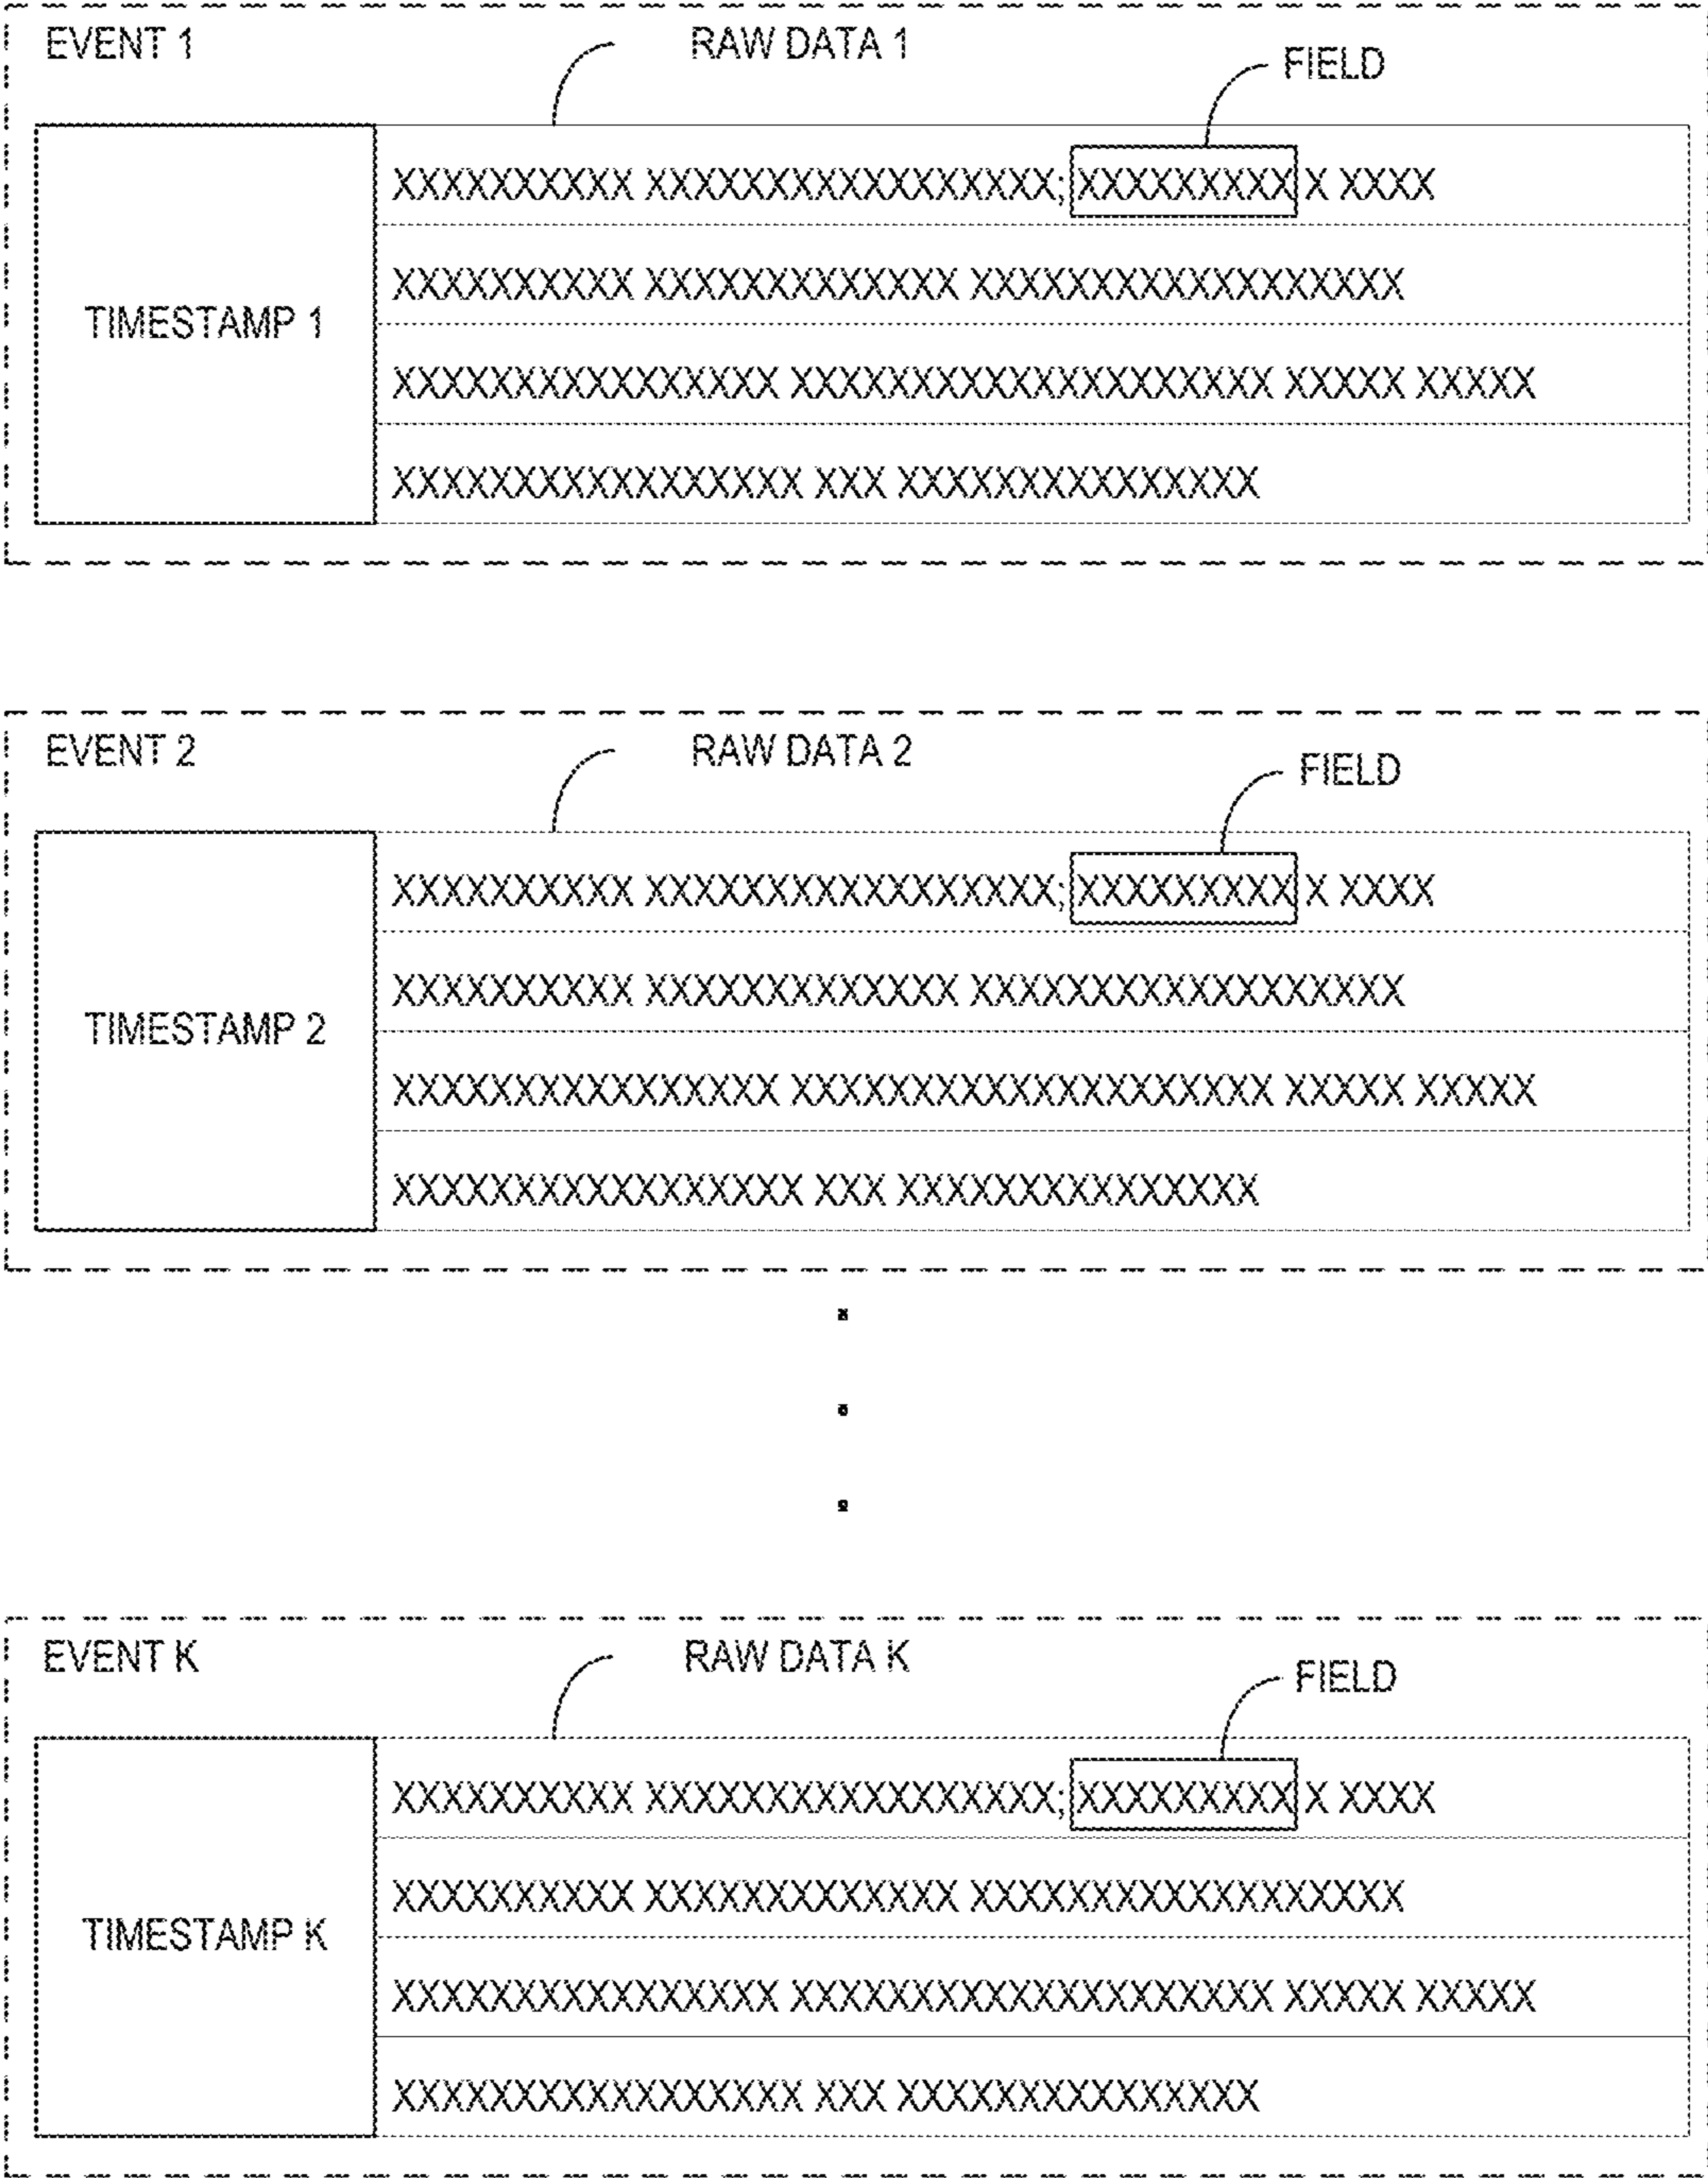 EVENT 1 RAW DATA 1 FIELD
XXXXXXXXXX XXXXXXXXXXXXXXXXX; XXXXXXXXX X XXXX
XXXXXXXXXX XXXXXXXXXXXXX XXXXXXXXXXXXXXXXXX
TIMESTAMP 1
XXXXXXXXXXXXXXXX XXXXXXXXXXXXXXXXXXXX XXXXX XXXXX
XXXXXXXXXXXXXXXXX XXX XXXXXXXXXXXXXXX
EVENT 2 RAW DATA 2 FIELD
XXXXXXXXXX XXXXXXXXXXXXXXXXX; XXXXXXXXX X XXXX
XXXXXXXXXX XXXXXXXXXXXXX XXXXXXXXXXXXXXXXXX
TIMESTAMP 2
XXXXXXXXXXXXXXXX XXXXXXXXXXXXXXXXXXXX XXXXX XXXXX
XXXXXXXXXXXXXXXXX XXX XXXXXXXXXXXXXXX
EVENT K RAW DATA K FIELD
XXXXXXXXXX XXXXXXXXXXXXXXXXX; XXXXXXXXX X XXXX
XXXXXXXXXX XXXXXXXXXXXXX XXXXXXXXXXXXXXXXXX
TIMESTAMP K
XXXXXXXXXXXXXXXX XXXXXXXXXXXXXXXXXXXX XXXXX XXXXX
XXXXXXXXXXXXXXXXX XXX XXXXXXXXXXXXXXX